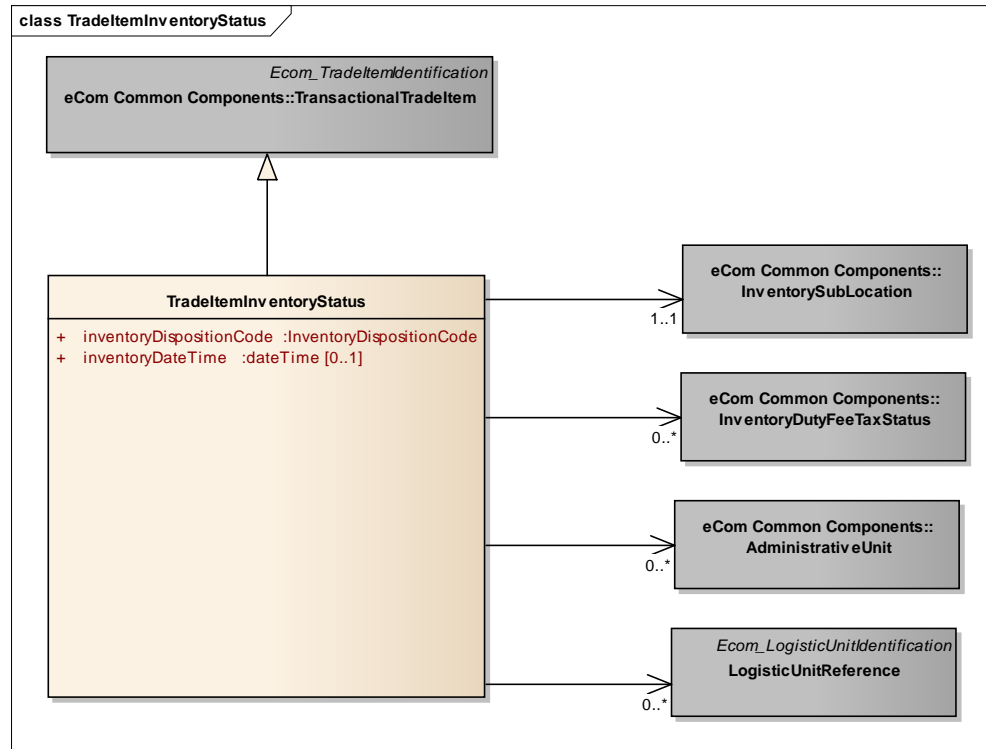 class TradeItemInventoryStatus
Ecom_TradeItemIdentification
eCom Common Components::TransactionalTradeItem
TradeItemInventoryStatus
+ inventoryDispositionCode :InventoryDispositionCode
+ inventoryDateTime :dateTime [0..1]
eCom Common Components::
InventorySubLocation
1..1
eCom Common Components::
InventoryDutyFeeTaxStatus
0..*
eCom Common Components::
AdministrativeUnit
0..*
Ecom_LogisticUnitIdentification
LogisticUnitReference
0..*